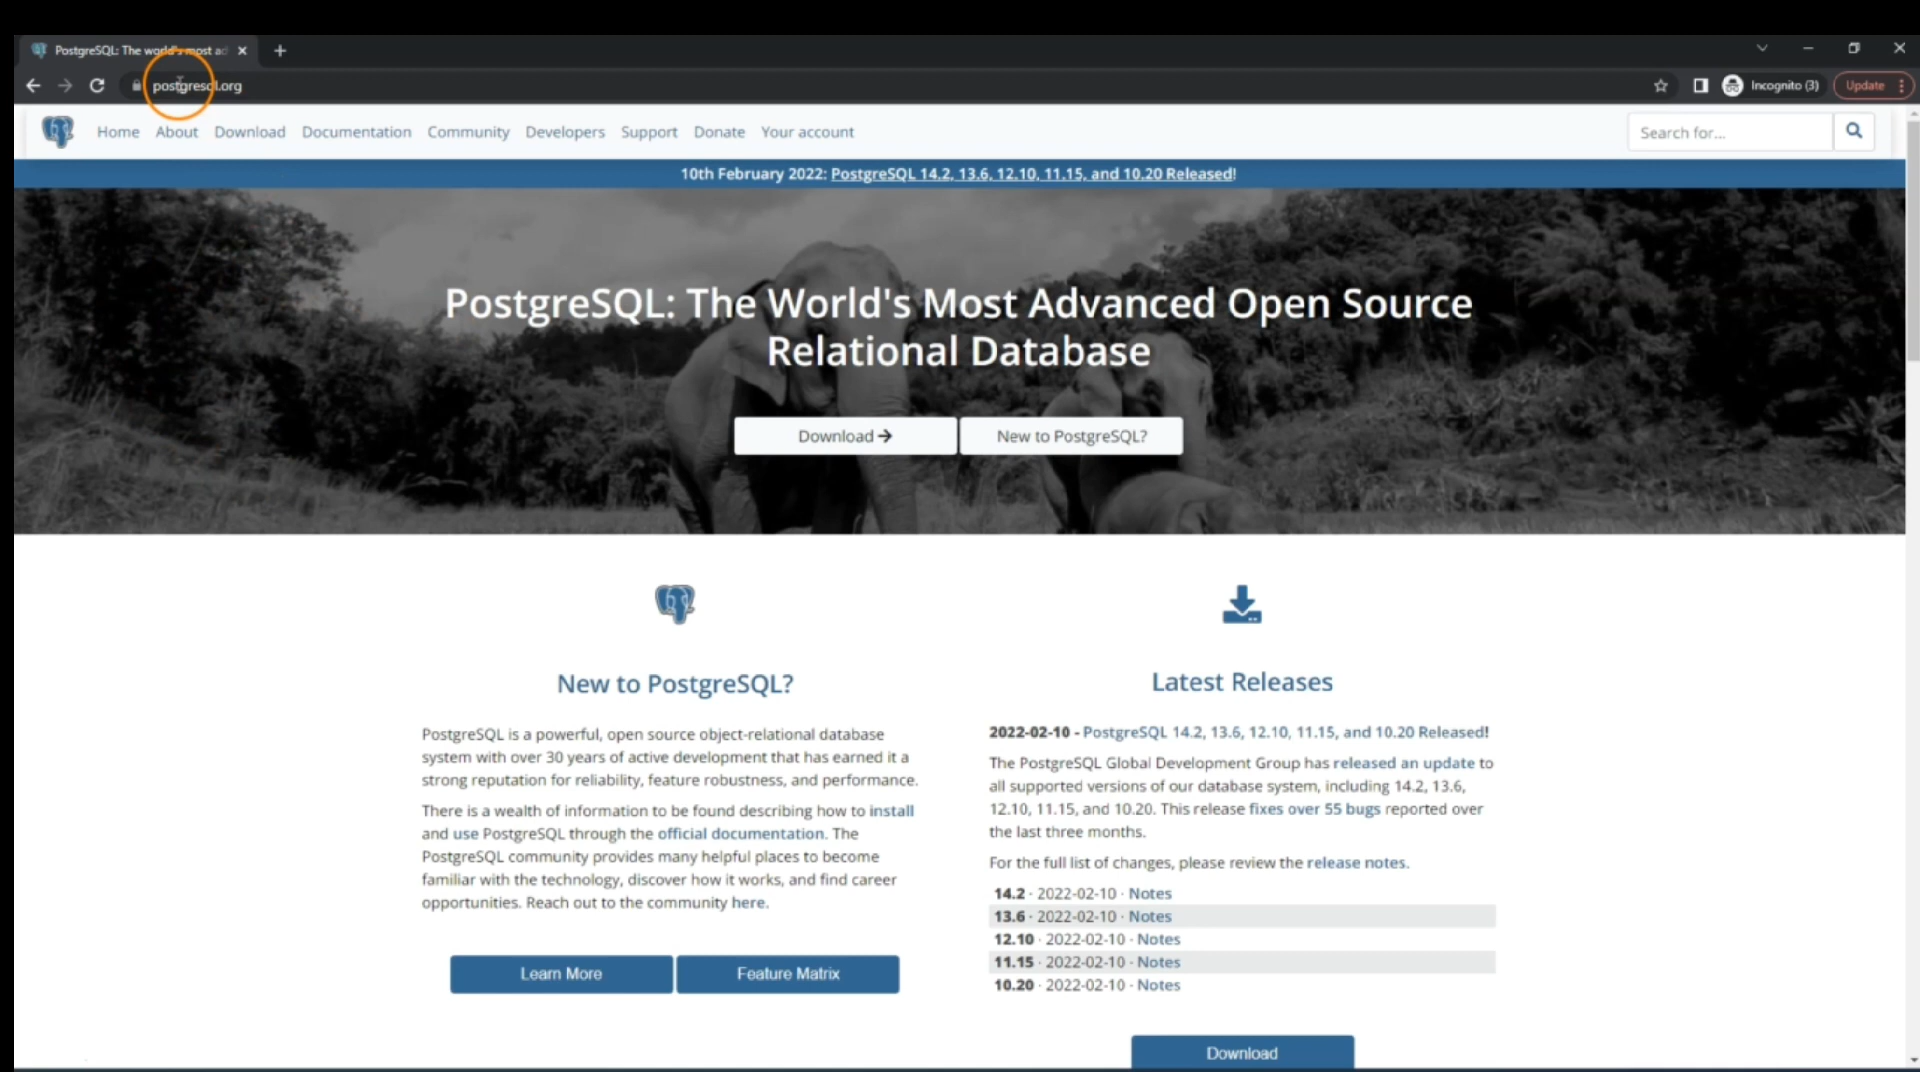 PostgreSQL: The world's most ad
postgresql.org
Incognito (3)
Update
Home About Download Documentation Community Developers Support Donate Your account
Search for...
10th February 2022: PostgreSQL 14.2, 13.6, 12.10, 11.15, and 10.20 Released!
PostgreSQL: The World's Most Advanced Open Source
Relational Database
Download → New to PostgreSQL?
New to PostgreSQL?
PostgreSQL is a powerful, open source object-relational database
system with over 30 years of active development that has earned it a
strong reputation for reliability, feature robustness, and performance.
There is a wealth of information to be found describing how to install
and use PostgreSQL through the official documentation. The
PostgreSQL community provides many helpful places to become
familiar with the technology, discover how it works, and find career
opportunities. Reach out to the community here.
Learn More Feature Matrix
Latest Releases
2022-02-10 - PostgreSQL 14.2, 13.6, 12.10, 11.15, and 10.20 Released!
The PostgreSQL Global Development Group has released an update to
all supported versions of our database system, including 14.2, 13.6,
12.10, 11.15, and 10.20. This release fixes over 55 bugs reported over
the last three months.
For the full list of changes, please review the release notes.
14.2 · 2022-02-10 · Notes
13.6 · 2022-02-10 · Notes
12.10 · 2022-02-10 · Notes
11.15 · 2022-02-10 · Notes
10.20 · 2022-02-10 · Notes
Download